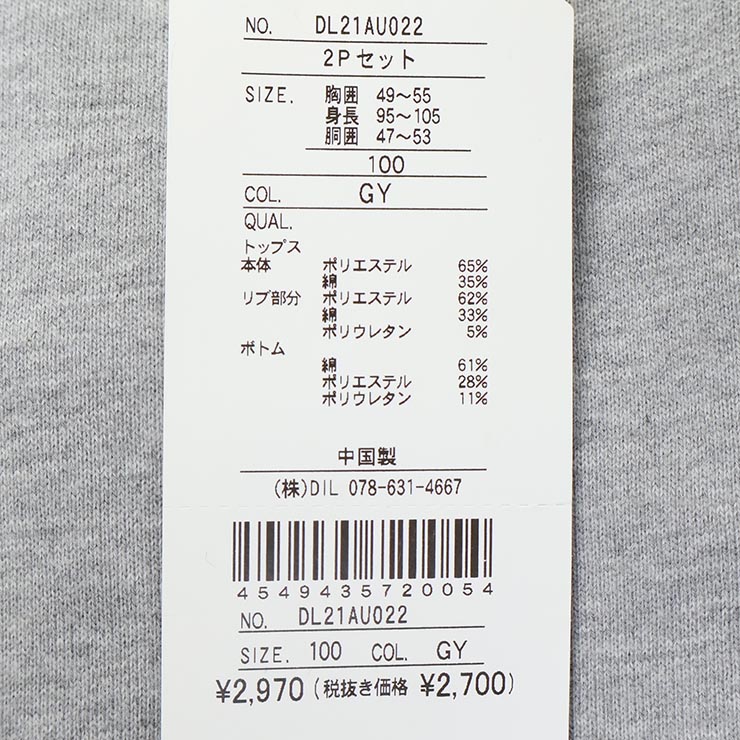 NO. DL21AU022
2Pセット
SIZE. 胸囲 49～55
身長 95～105
胴囲 47～53
100
COL. GY
QUAL.
トップス
本体 ポリエステル 65%
綿 35%
リブ部分 ポリエステル 62%
綿 33%
ポリウレタン 5%
ボトム
綿 61%
ポリエステル 28%
ポリウレタン 11%
中国製
(株)DIL 078-631-4667
4549435720054
NO. DL21AU022
SIZE. 100 COL. GY
¥2,970 (税抜き価格 ¥2,700)